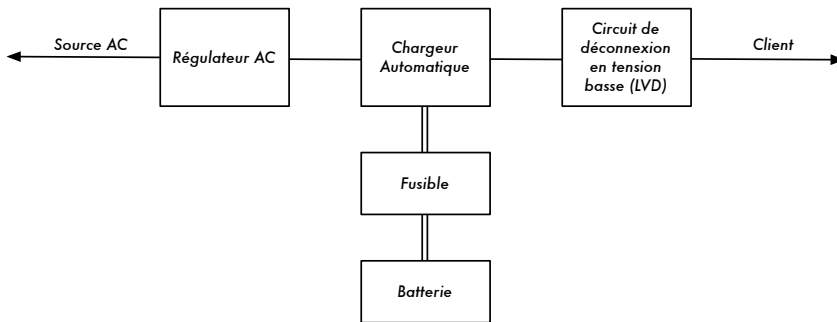 Source AC
Régulateur AC
Chargeur
Automatique
Circuit de
déconnexion
en tension
basse (LVD)
Client
Fusible
Batterie